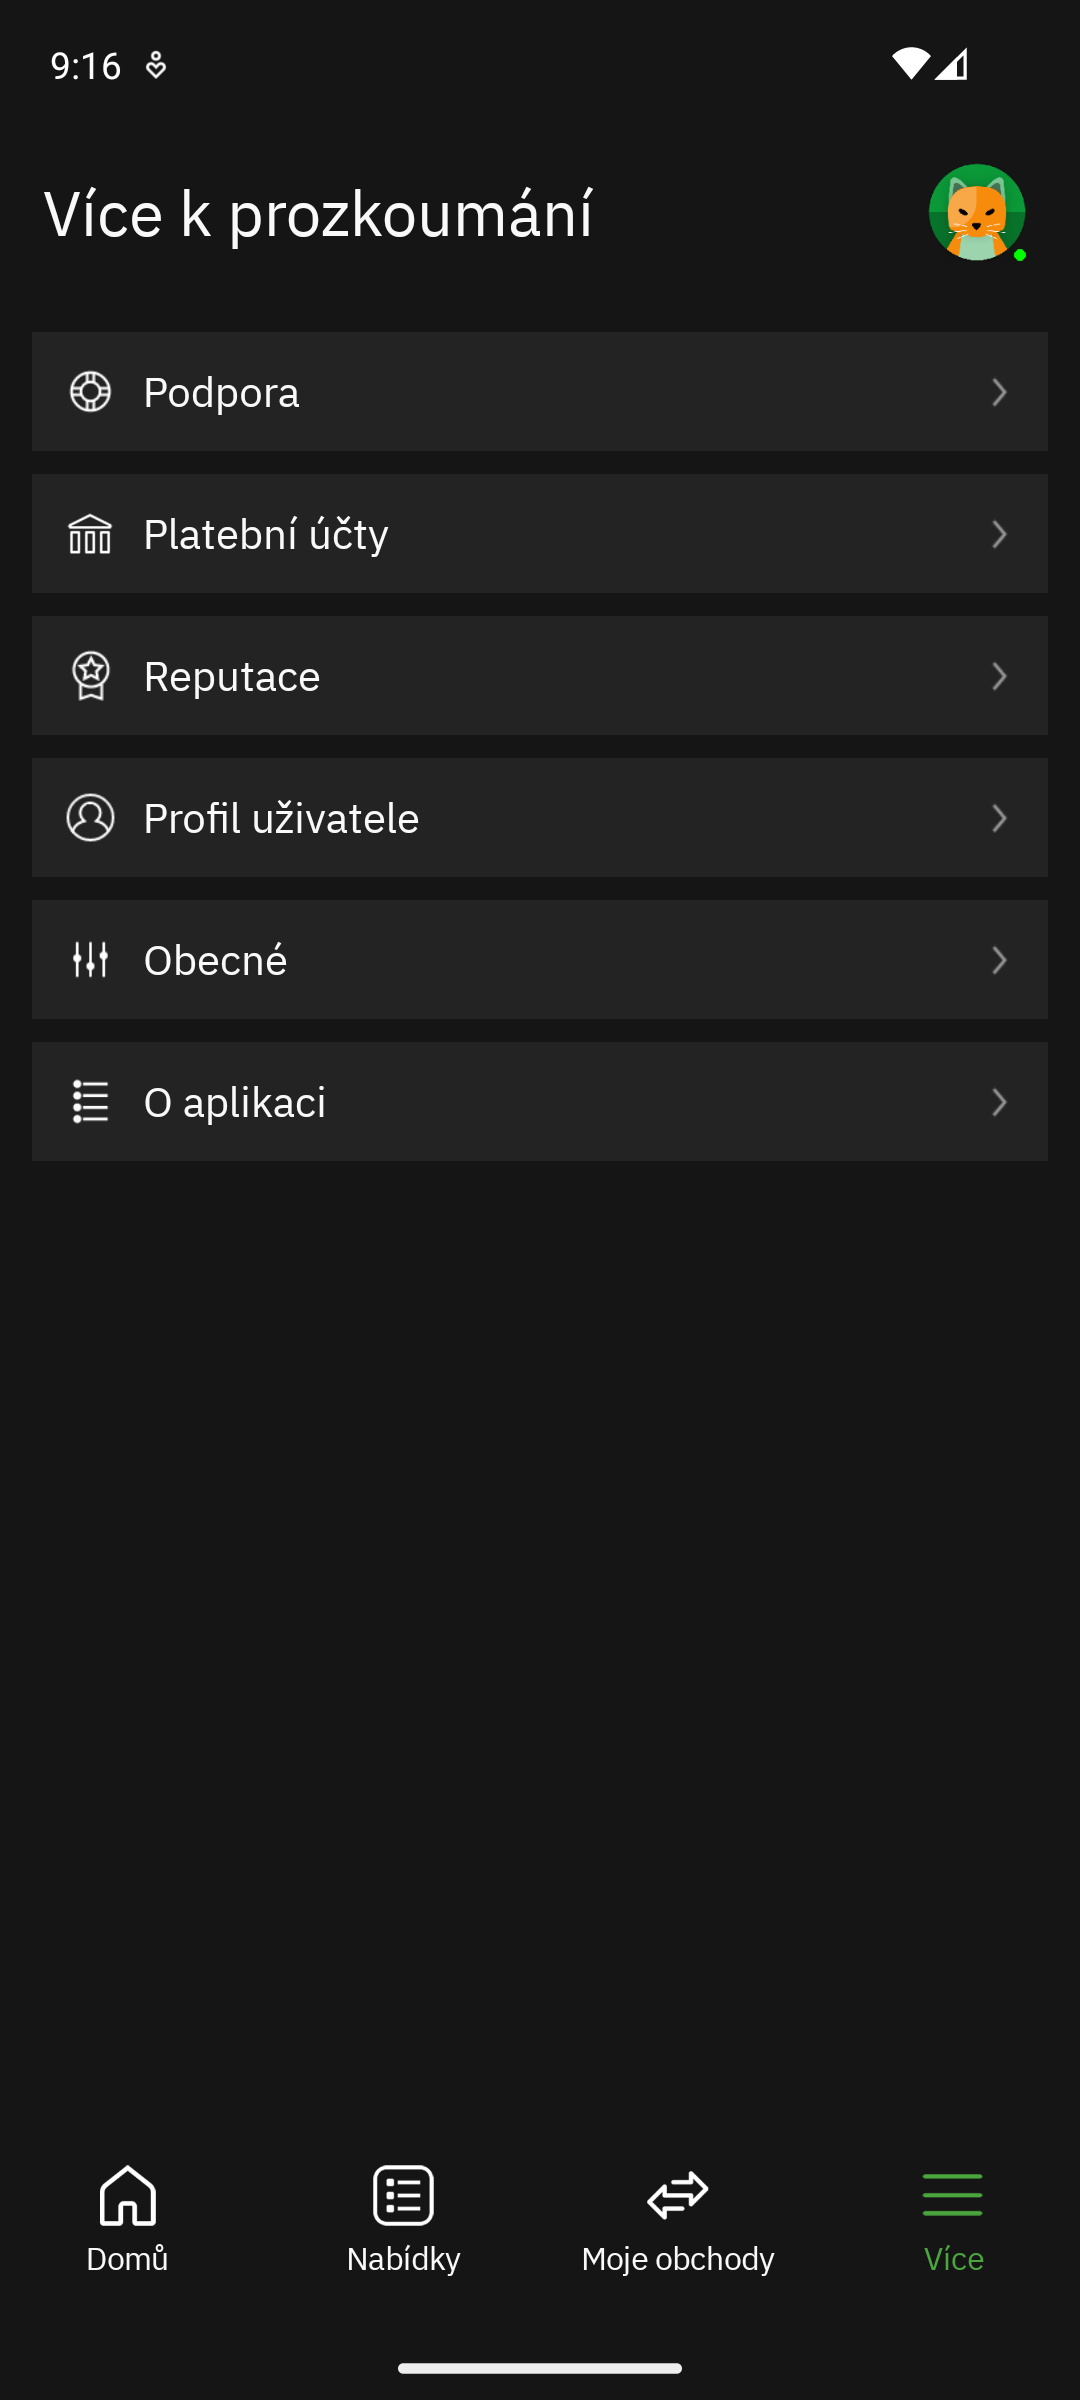 9:16
Více k prozkoumání
Podpora
Platební účty
Reputace
Profil uživatele
Obecné
O aplikaci
Domů
Nabídky
Moje obchody
Více